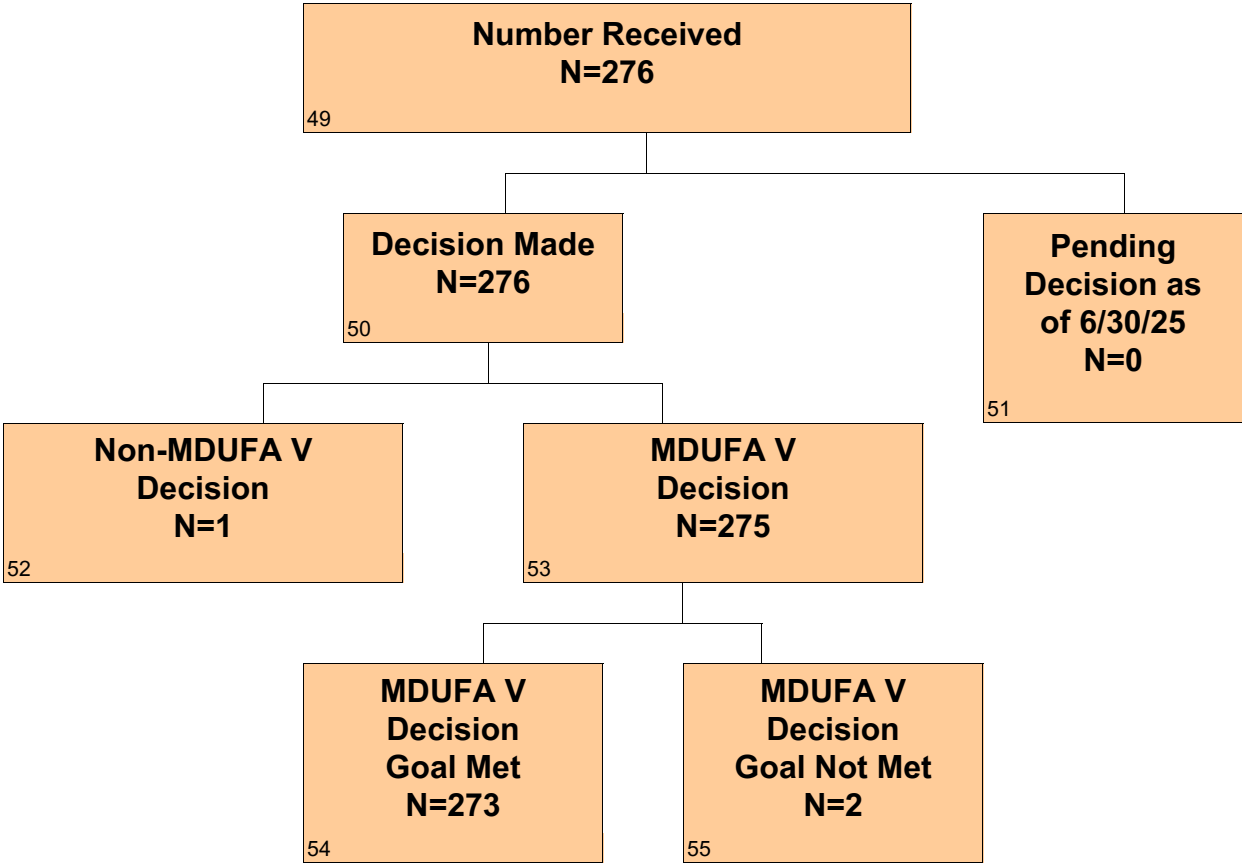 Number Received
N=276
49
Decision Made
N=276
50
Pending
Decision as
of 6/30/25
N=0
51
Non-MDUFA V
Decision
N=1
52
MDUFA V
Decision
N=275
53
MDUFA V
Decision
Goal Met
N=273
54
MDUFA V
Decision
Goal Not Met
N=2
55